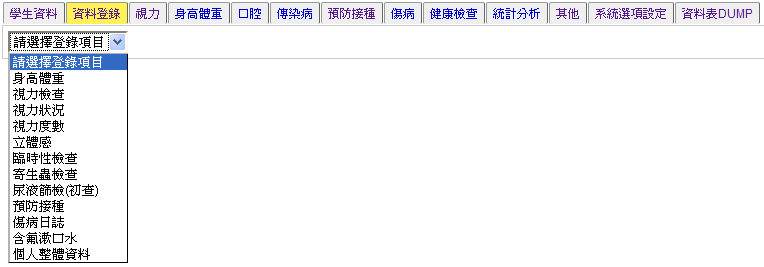 學生資料 資料登錄 視力 身高體重 口腔 傳染病 預防接種 傷病 健康檢查 統計分析 其他 系統選項設定 資料表DUMP
請選擇登錄項目
請選擇登錄項目
身高體重
視力檢查
視力狀況
視力度數
立體感
臨時性檢查
寄生蟲檢查
尿液篩檢(初查)
預防接種
傷病日誌
含氟漱口水
個人整體資料